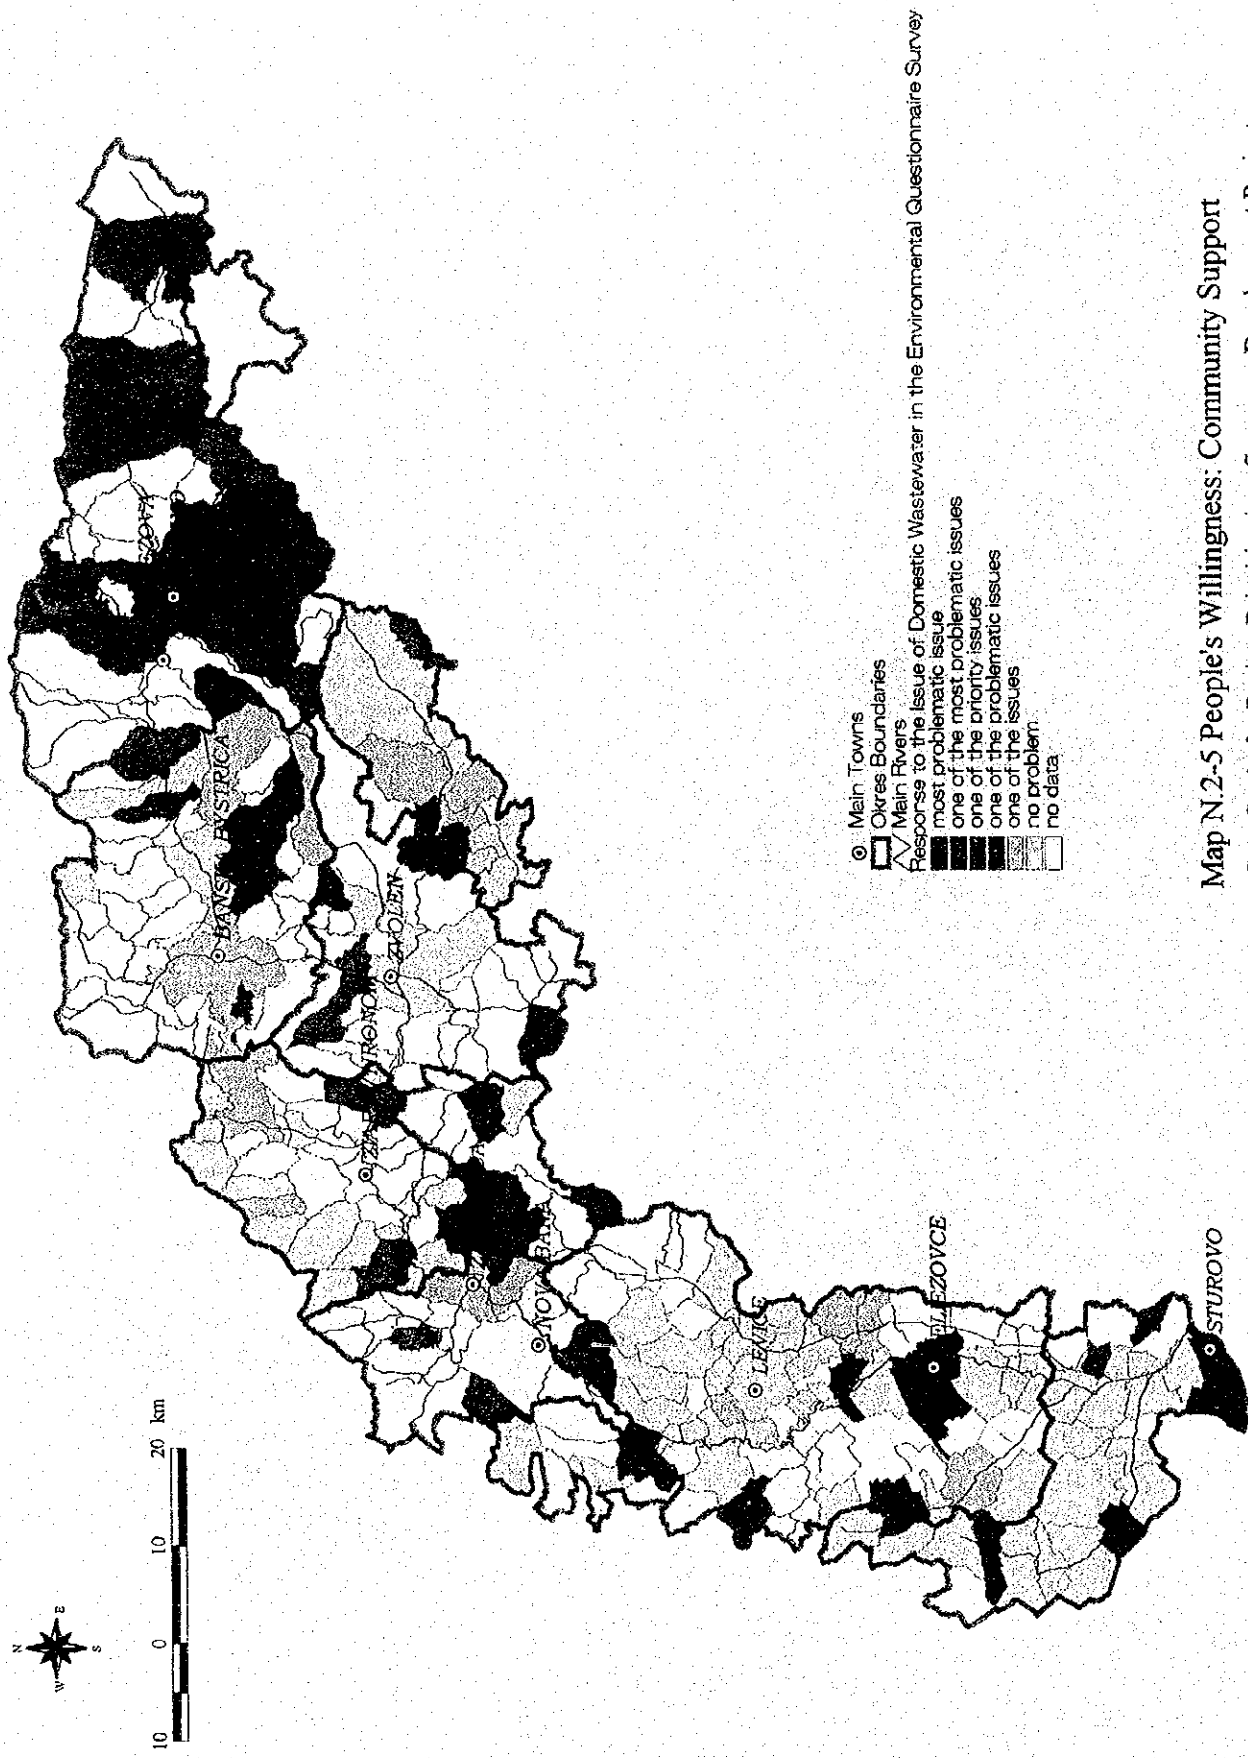 N
W E
S
10 0 10 20 km
BANSKA BYSTRICA
ZVOLEN
LEVICE
STUROVO
Main Towns
Okres Boundaries
Main Rivers
Response to the Issue of Domestic Wastewater in the Environmental Questionnaire Survey
most problematic issue
one of the most problematic issues
one of the priority issues
one of the problematic issues
one of the issues
no problem
no data
Map N.2-5 People's Willingness: Community Support